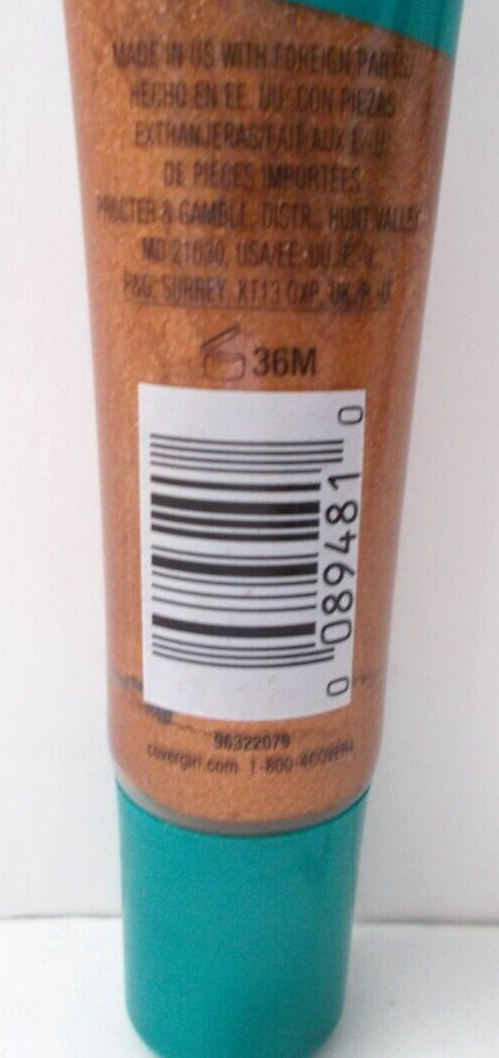 MADE IN US WITH FOREIGN PARTS/
HECHO EN EE. UU. CON PIEZAS
EXTRANJERAS/FAIT AUX É.-U.
DE PIÈCES IMPORTÉES.
PROCTER & GAMBLE, DISTR., HUNT VALLEY,
MD 21030, USA/EE.UU./É.-U.
P&G, SURREY, KT13 0XP, UK/R.-U.
36M
0 089481 0
96322079
covergirl.com 1-800-4COVERG